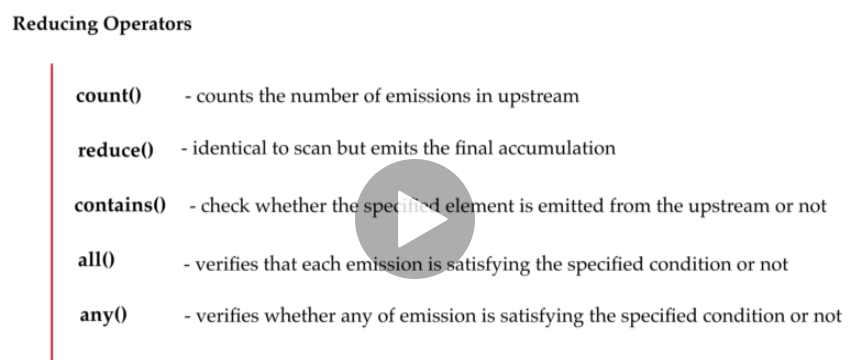 Reducing Operators
count() - counts the number of emissions in upstream
reduce() - identical to scan but emits the final accumulation
contains() - check whether the specified element is emitted from the upstream or not
all() - verifies that each emission is satisfying the specified condition or not
any() - verifies whether any of emission is satisfying the specified condition or not